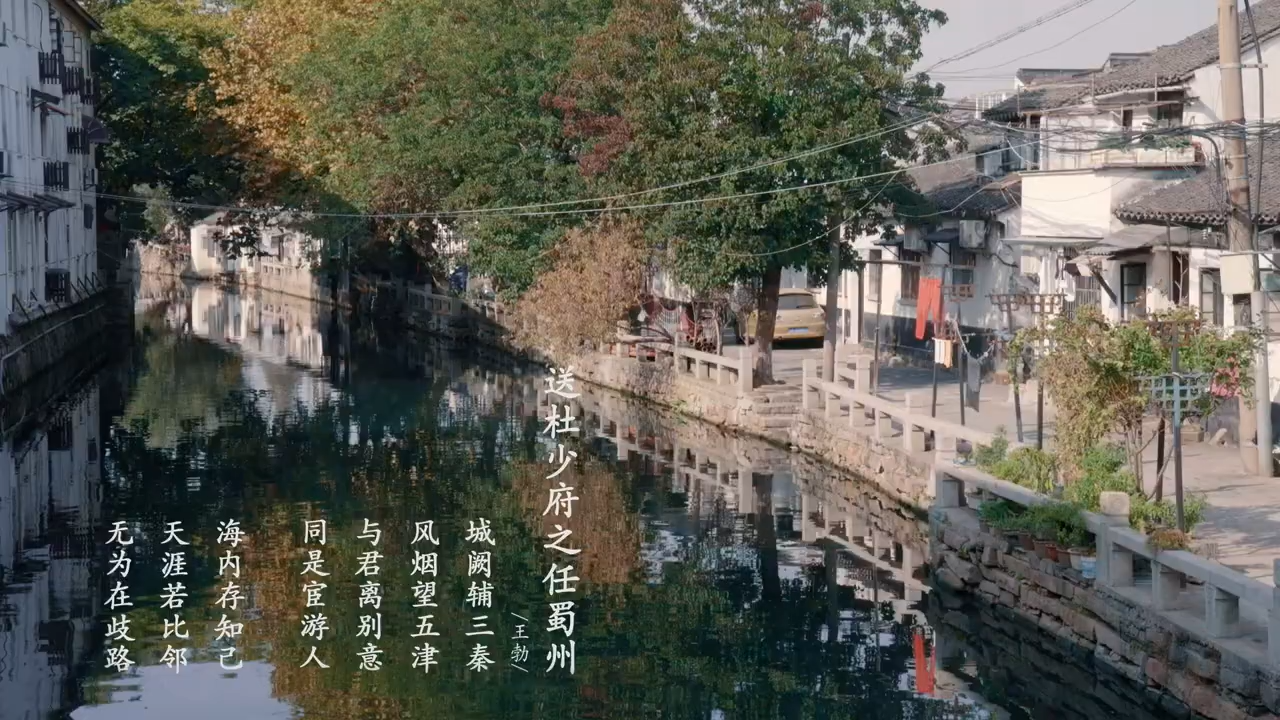 送杜少府之任蜀州
（王勃）
城阙辅三秦
风烟望五津
与君离别意
同是宦游人
海内存知己
天涯若比邻
无为在歧路